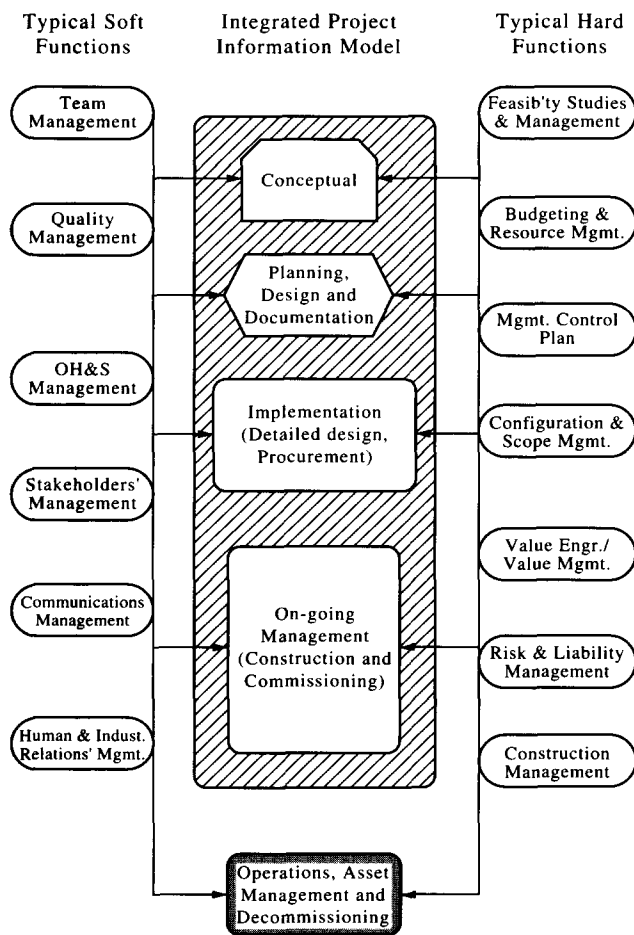 Typical Soft
Functions
Integrated Project
Information Model
Typical Hard
Functions
Team
Management
Quality
Management
OH&S
Management
Stakeholders'
Management
Communications
Management
Human & Indust.
Relations' Mgmt.
Conceptual
Planning,
Design and
Documentation
Implementation
(Detailed design,
Procurement)
On-going
Management
(Construction and
Commissioning)
Operations, Asset
Management and
Decommissioning
Feasib'ty Studies
& Management
Budgeting &
Resource Mgmt.
Mgmt. Control
Plan
Configuration &
Scope Mgmt.
Value Engr./
Value Mgmt.
Risk & Liability
Management
Construction
Management